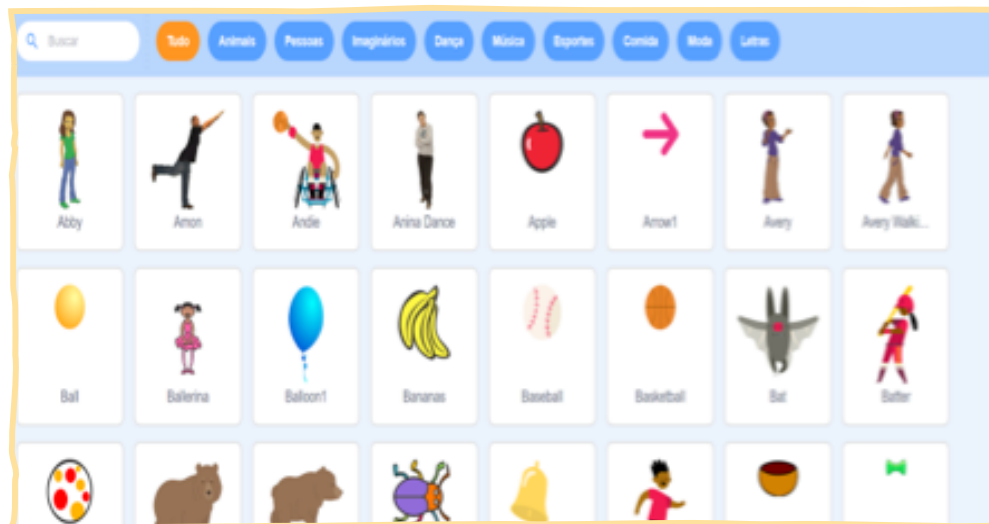 Buscar Tudo Animais Pessoas Imaginários Dança Música Esportes Comida Moda Letras
Abby Amon Andie Anina Dance Apple Arrow1 Avery Avery Walki...
Ball Ballerina Balloon1 Bananas Baseball Basketball Bat Batter